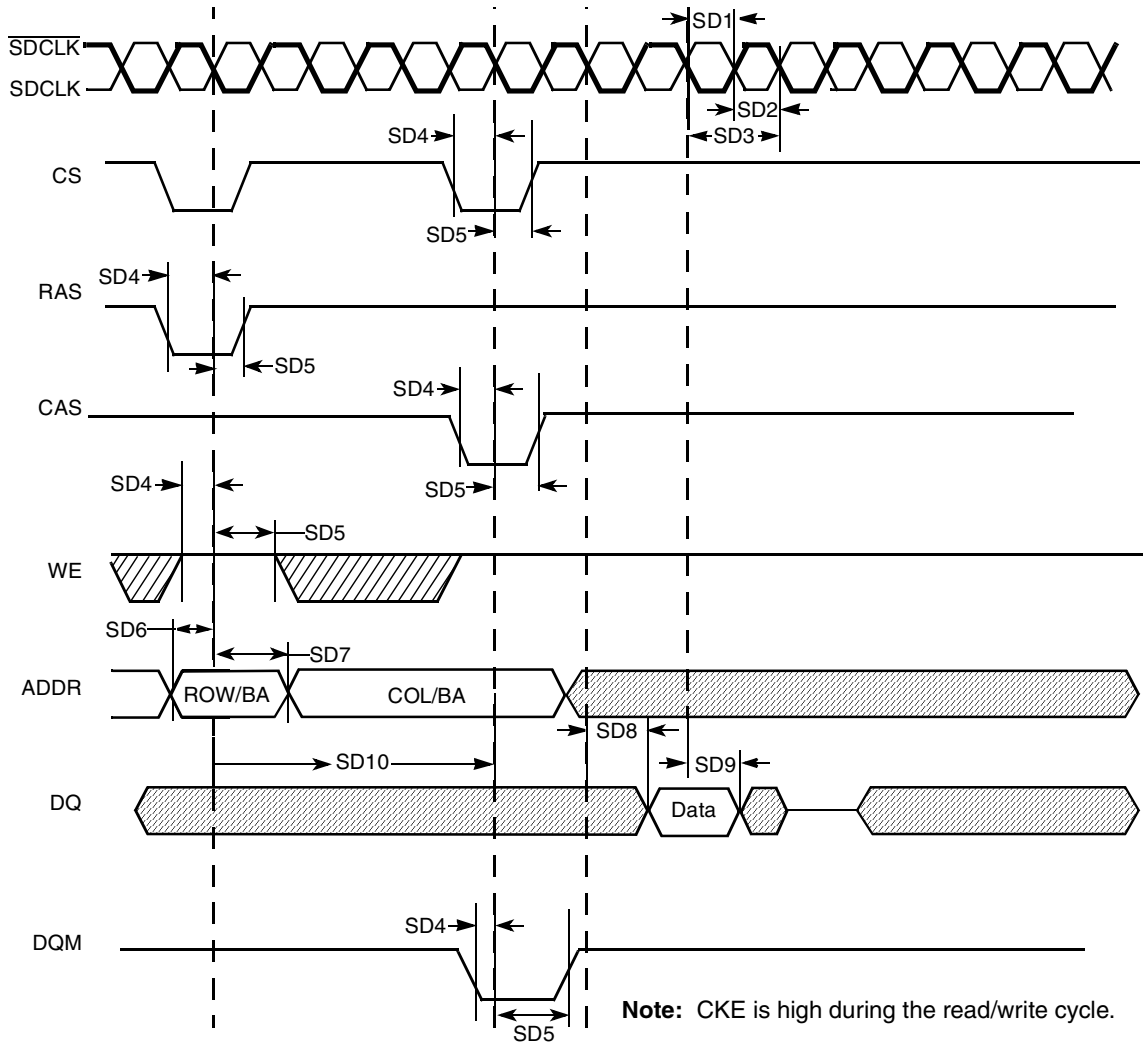 SD1
SDCLK
SDCLK
SD2
SD4
SD3
CS
SD5
SD4
RAS
SD5
SD4
CAS
SD4
SD5
SD5
WE
SD6
SD7
ADDR
ROW/BA
COL/BA
SD8
SD10
SD9
DQ
Data
SD4
DQM
Note: CKE is high during the read/write cycle.
SD5